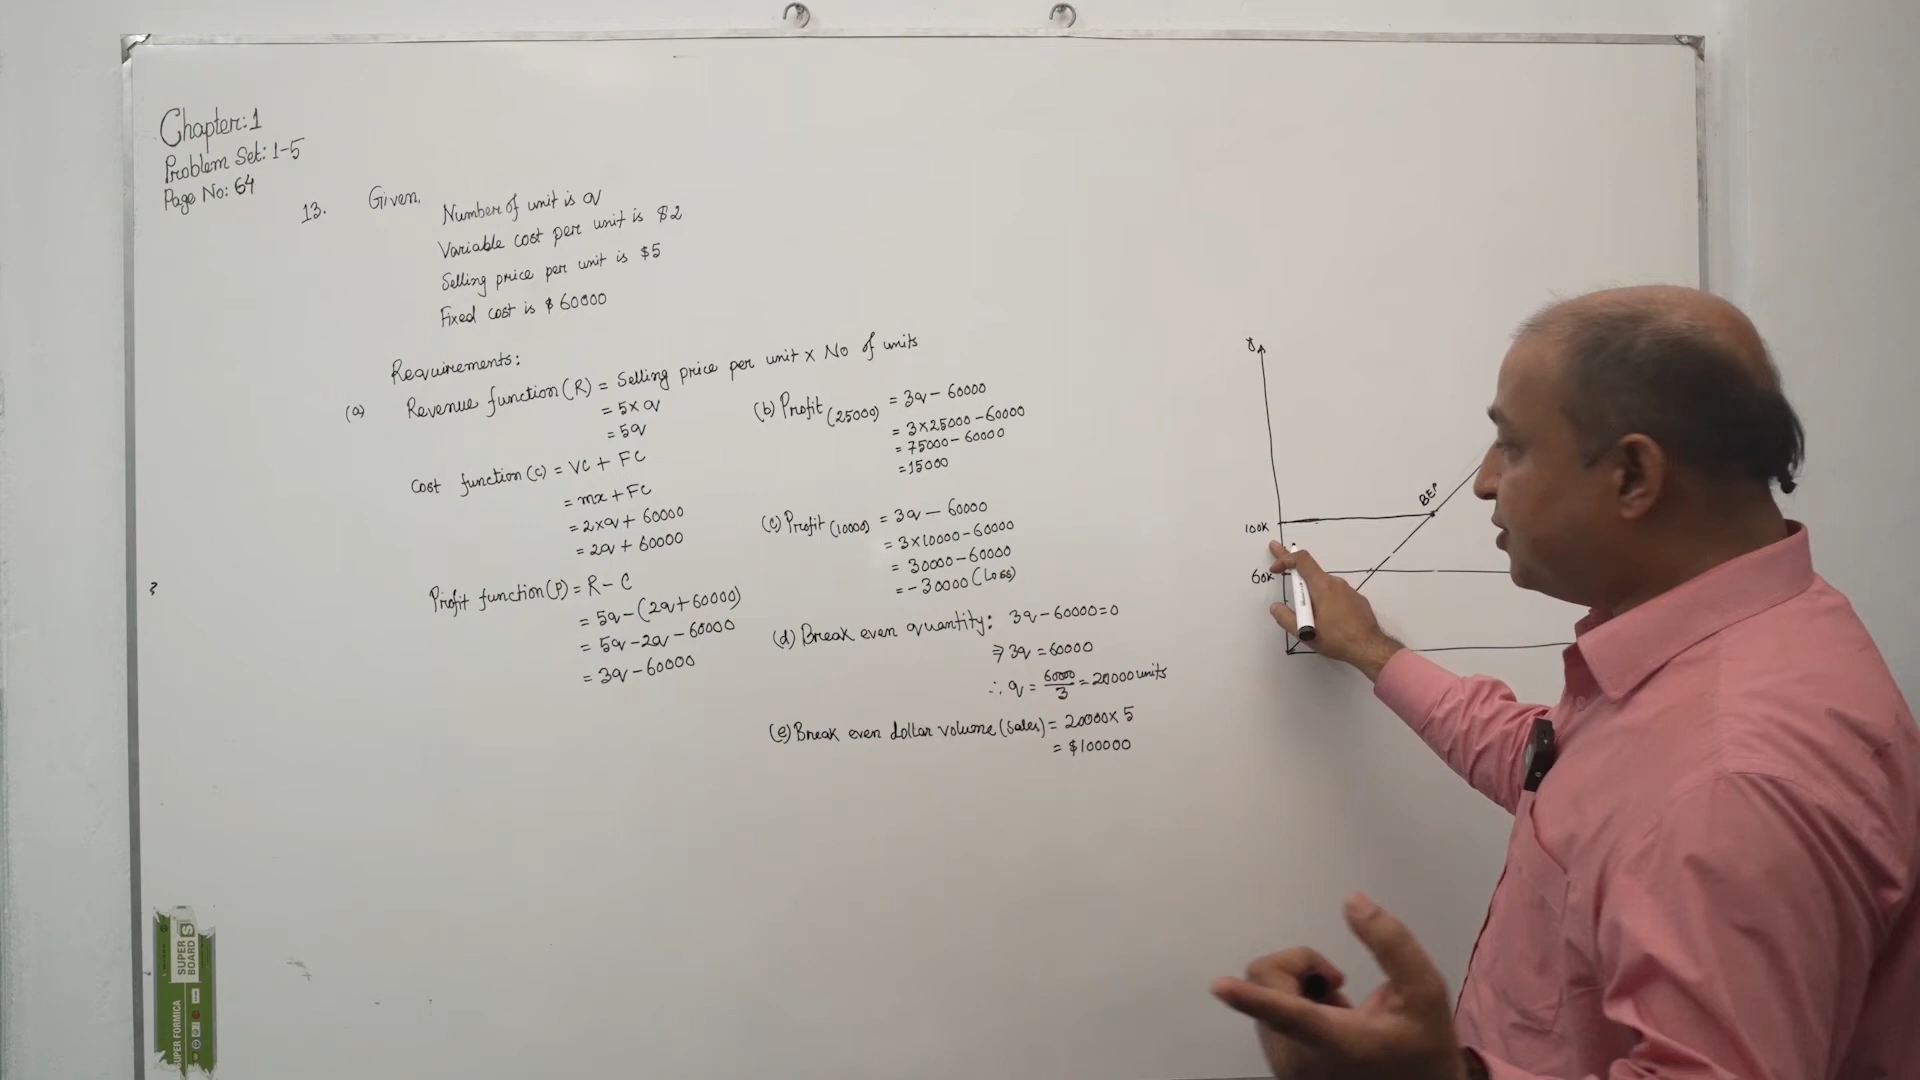 Chapter: 1
Problem Set: 1-5
Page No: 64
13. Given,
Number of unit is q
Variable cost per unit is $2
Selling price per unit is $5
Fixed cost is $60000
Requirements:
(a) Revenue function (R) = Selling price per unit x No of units
= 5 x q
= 5q
Cost function (C) = VC + FC
= mx + FC
= 2 x q + 60000
= 2q + 60000
Profit function (P) = R - C
= 5q - (2q + 60000)
= 5q - 2q - 60000
= 3q - 60000
(b) Profit (25000) = 3q - 60000
= 3 x 25000 - 60000
= 75000 - 60000
= 15000
(c) Profit (10000) = 3q - 60000
= 3 x 10000 - 60000
= 30000 - 60000
= -30000 (Loss)
(d) Break even quantity: 3q - 60000 = 0
⇒ 3q = 60000
∴ q = 60000/3 = 20000 units
(e) Break even dollar volume (Sales) = 20000 x 5
= $100000
BEP
100K
60K
SUPER BOARD S
SUPER FORMICA